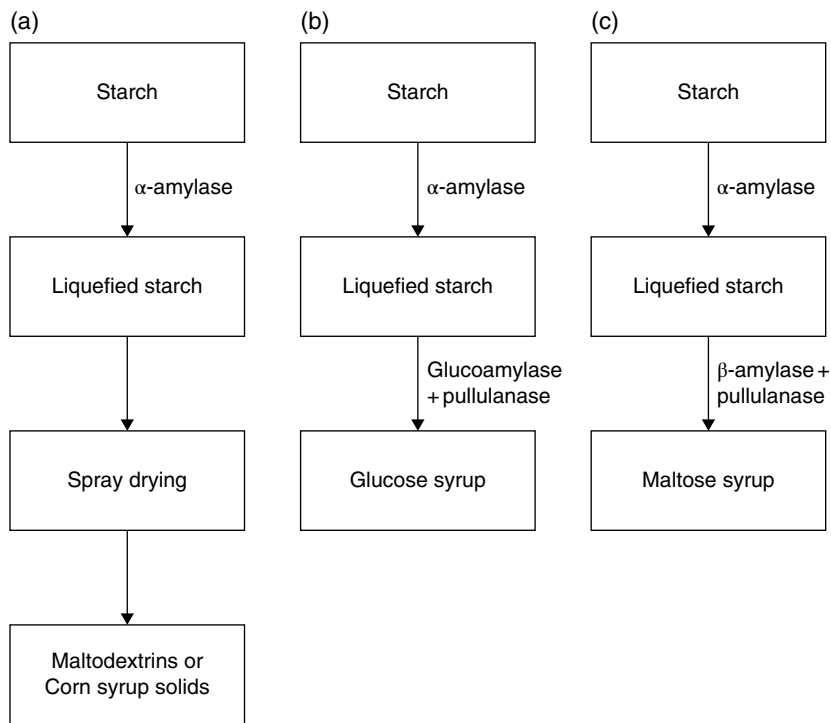 (a)
Starch
α-amylase
Liquefied starch
Spray drying
Maltodextrins or
Corn syrup solids
(b)
Starch
α-amylase
Liquefied starch
Glucoamylase
+ pullulanase
Glucose syrup
(c)
Starch
α-amylase
Liquefied starch
β-amylase +
pullulanase
Maltose syrup